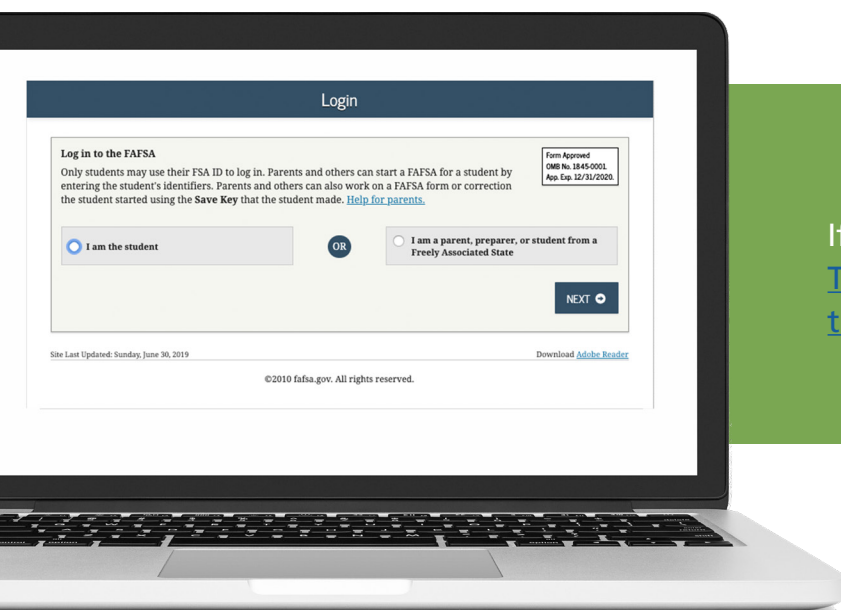 Login
Log in to the FAFSA
Only students may use their FSA ID to log in. Parents and others can start a FAFSA for a student by
entering the student's identifiers. Parents and others can also work on a FAFSA form or correction
the student started using the Save Key that the student made. Help for parents.
Form Approved
OMB No. 1845-0001.
App. Exp. 12/31/2020.
I am the student
OR
I am a parent, preparer, or student from a
Freely Associated State
NEXT
Site Last Updated: Sunday, June 30, 2019
Download Adobe Reader
©2010 fafsa.gov. All rights reserved.